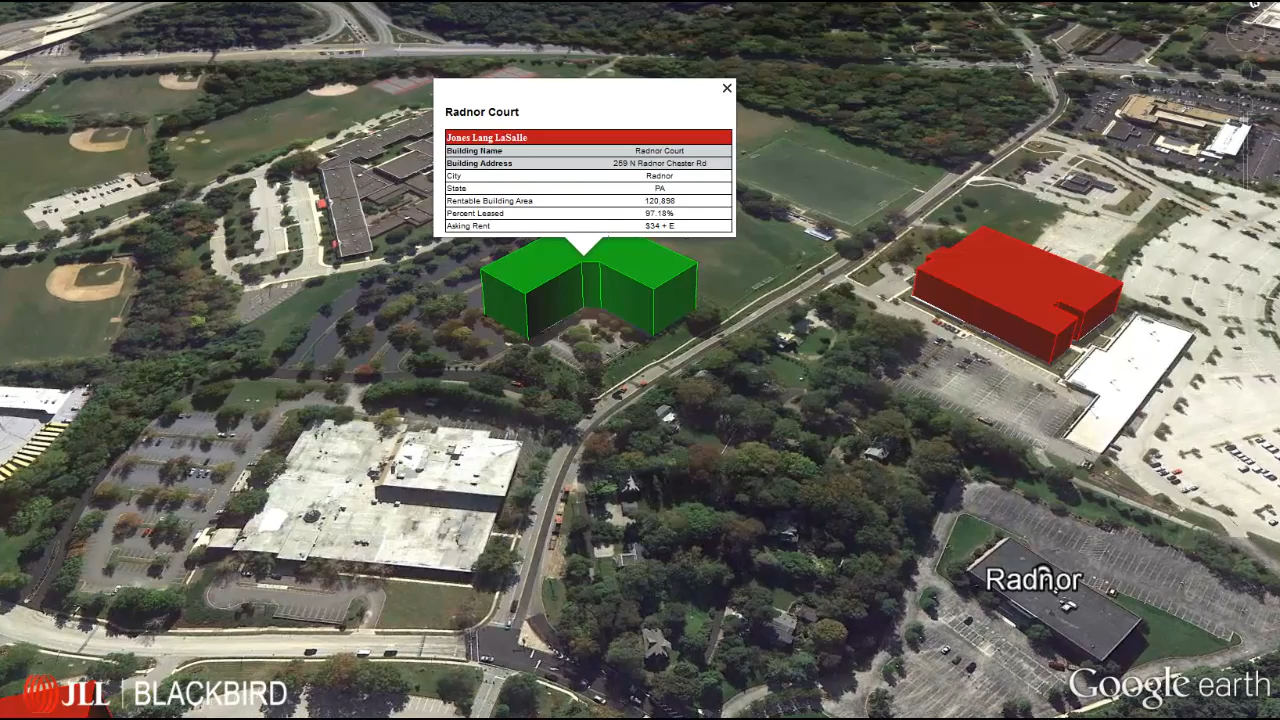 Radnor Court
Jones Lang LaSalle
Building Name Radnor Court
Building Address 259 N Radnor Chester Rd
City Radnor
State PA
Rentable Building Area 120,898
Percent Leased 97.18%
Asking Rent $34 + E
Radnor
JLL | BLACKBIRD
Google earth